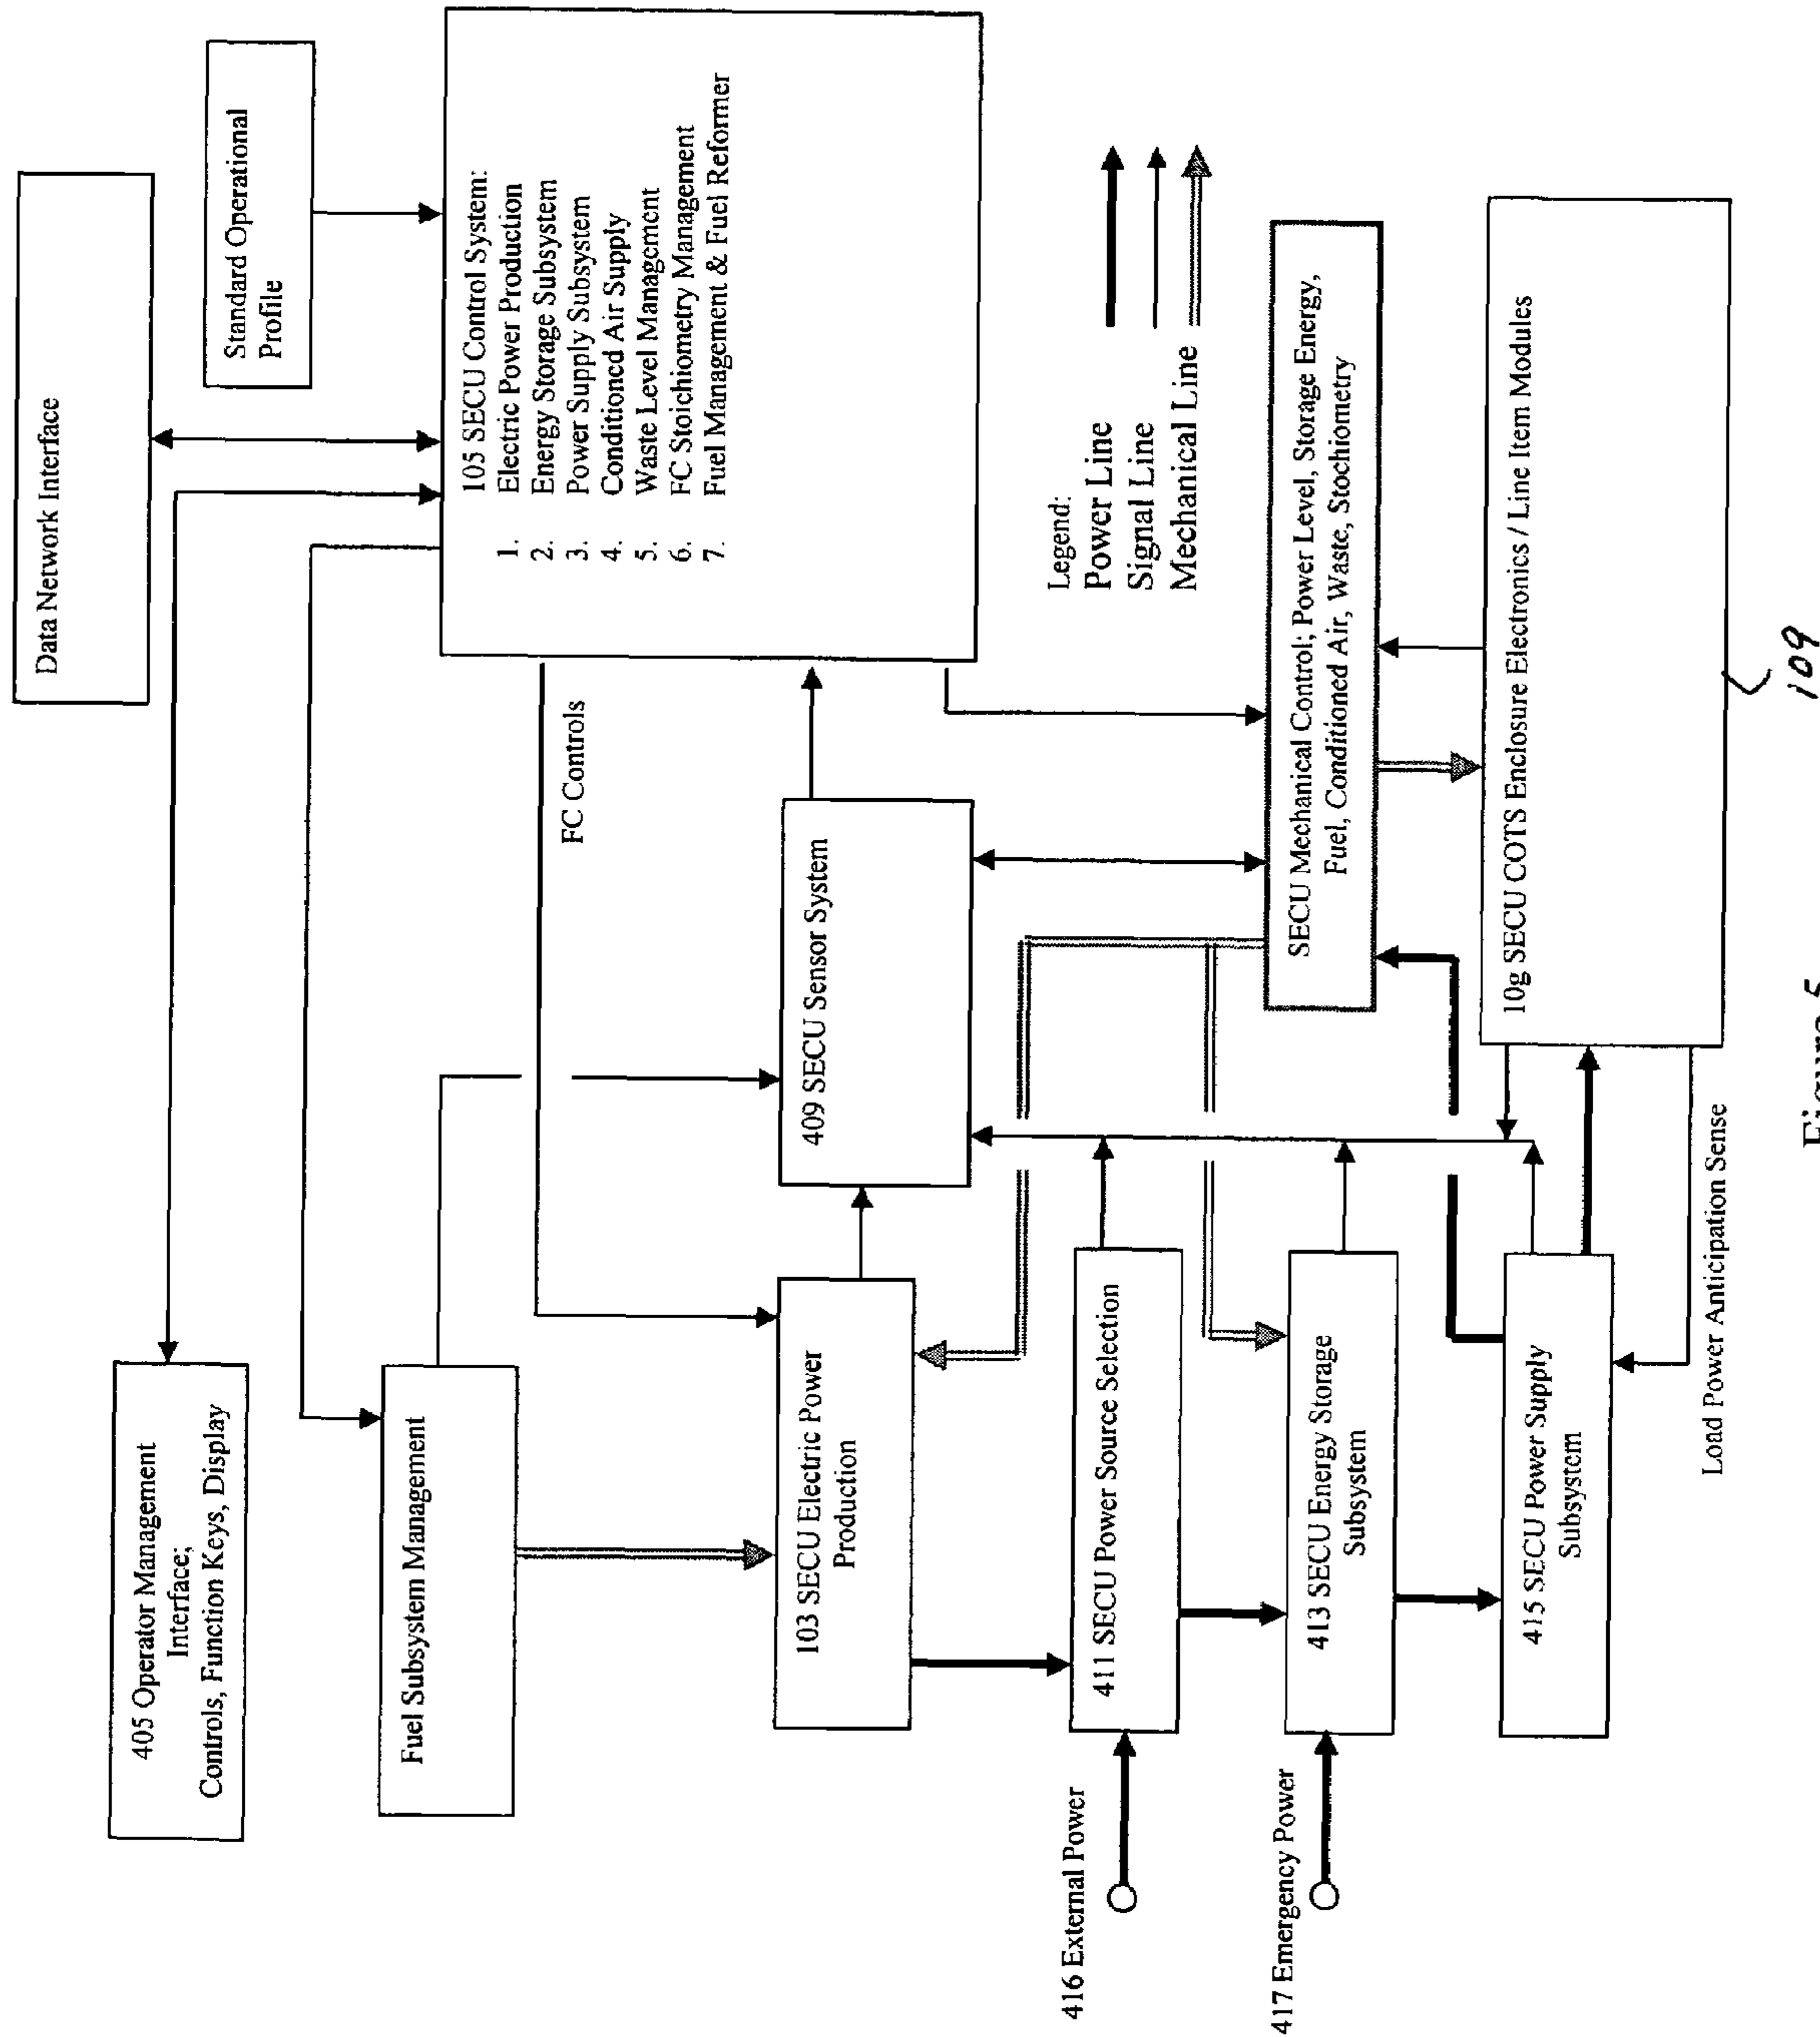 Data Network Interface
Standard Operational
Profile
405 Operator Management
Interface;
Controls, Function Keys, Display
105 SECU Control System:
1. Electric Power Production
2. Energy Storage Subsystem
3. Power Supply Subsystem
4. Conditioned Air Supply
5. Waste Level Management
6. FC Stoichiometry Management
7. Fuel Management & Fuel Reformer
Fuel Subsystem Management
FC Controls
103 SECU Electric Power
Production
409 SECU Sensor System
Legend:
Power Line
Signal Line
Mechanical Line
416 External Power
411 SECU Power Source Selection
417 Emergency Power
413 SECU Energy Storage
Subsystem
SECU Mechanical Control; Power Level, Storage Energy,
Fuel, Conditioned Air, Waste, Stochiometry
415 SECU Power Supply
Subsystem
10g SECU COTS Enclosure Electronics / Line Item Modules
Load Power Anticipation Sense
109
Figure 5